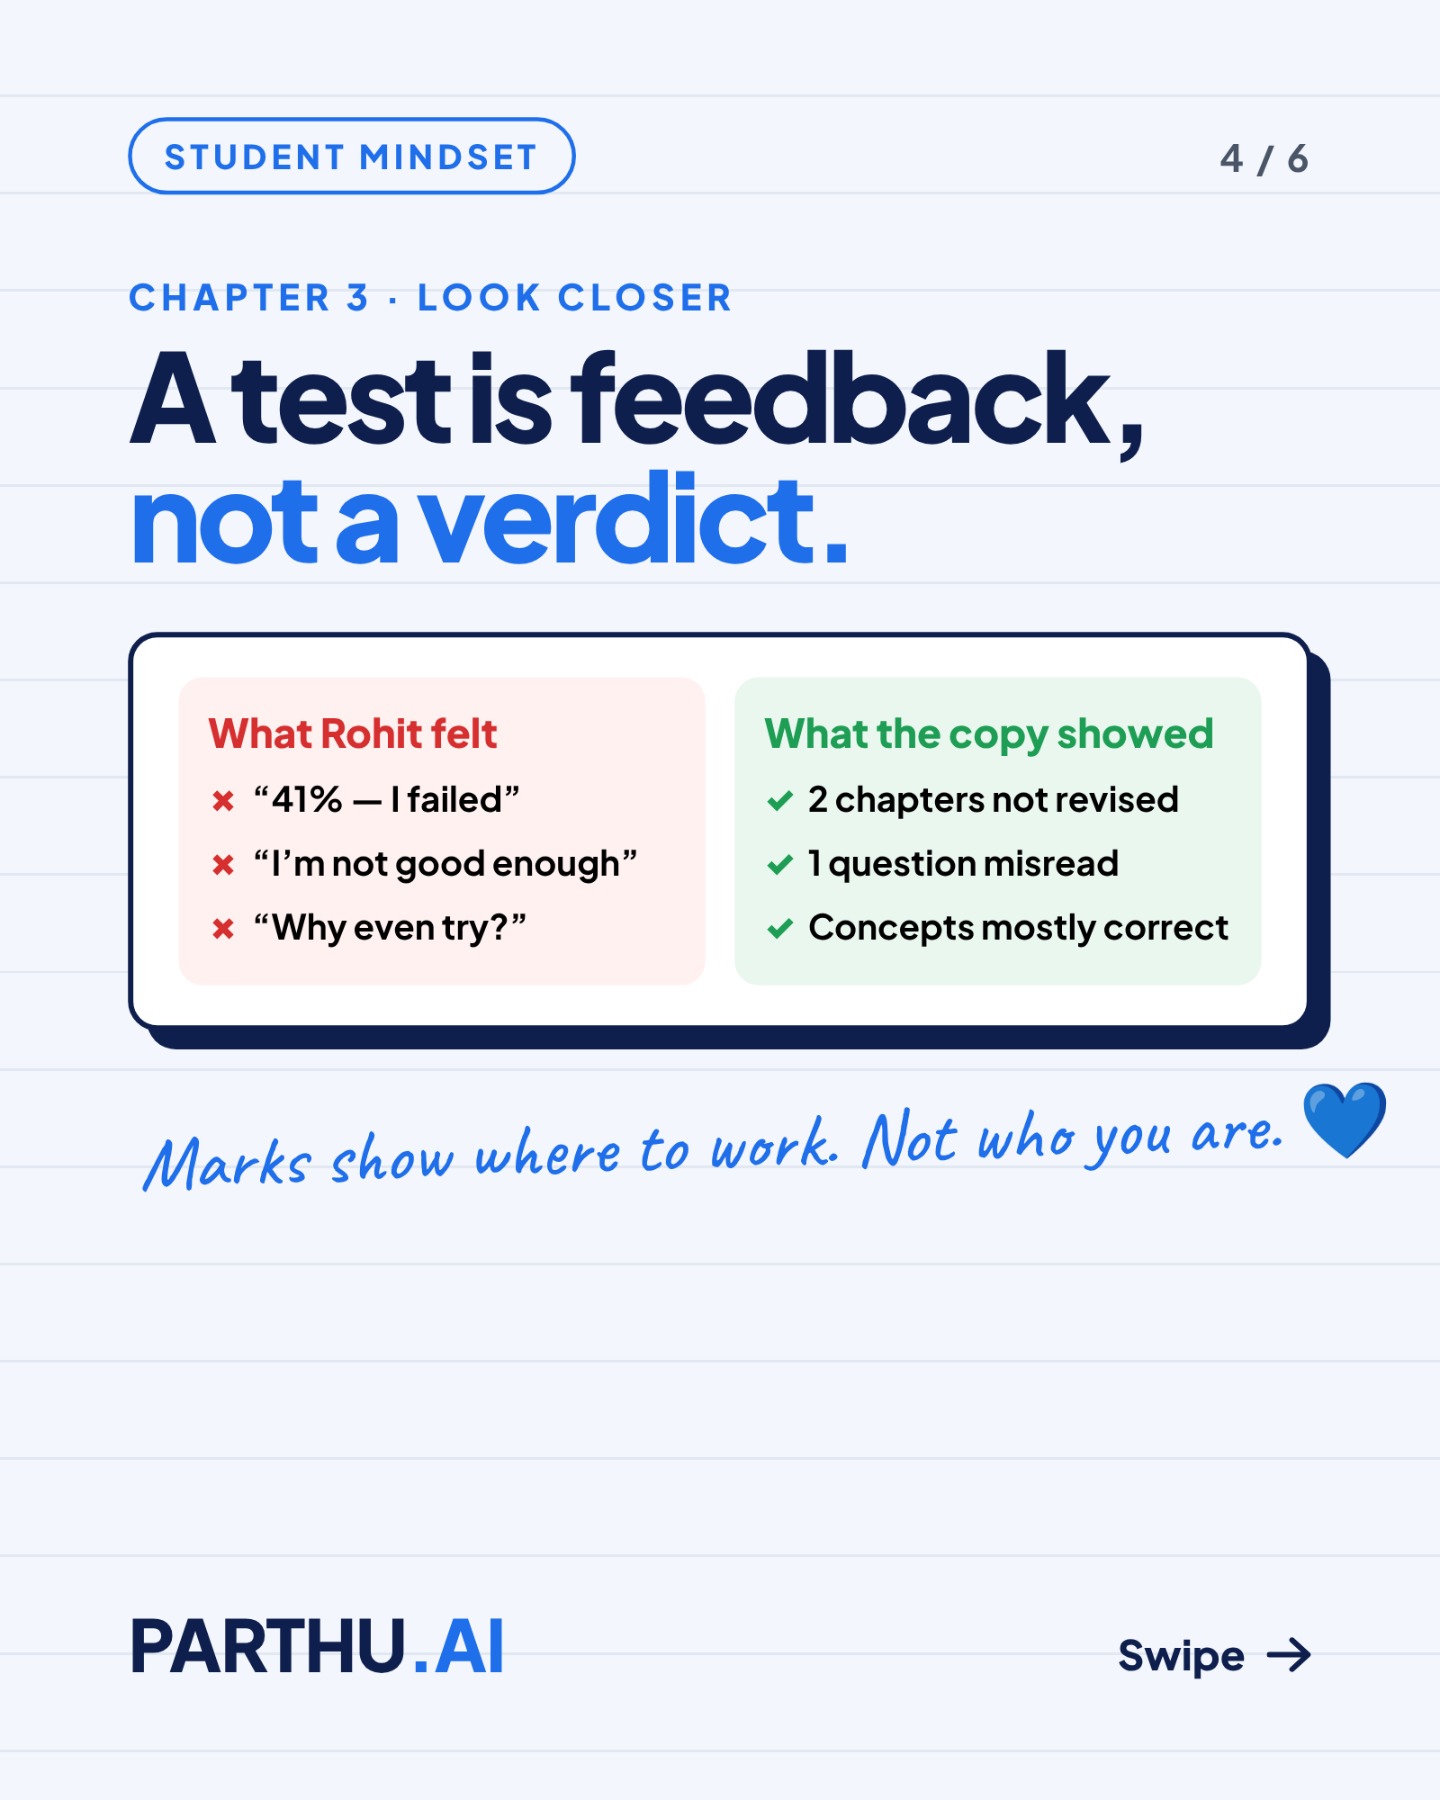 STUDENT MINDSET
4 / 6
CHAPTER 3 · LOOK CLOSER
A test is feedback,
not a verdict.
What Rohit felt
✖ “41% — I failed”
✖ “I’m not good enough”
✖ “Why even try?”
What the copy showed
✔ 2 chapters not revised
✔ 1 question misread
✔ Concepts mostly correct
Marks show where to work. Not who you are. 💙
PARTHU.AI
Swipe →